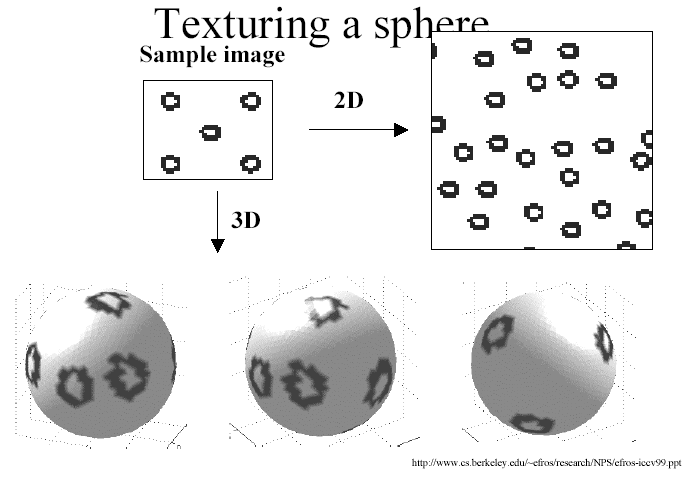 Texturing a sphere
Sample image
2D
3D
http://www.cs.berkeley.edu/~efros/research/NPS/efros-iccv99.ppt